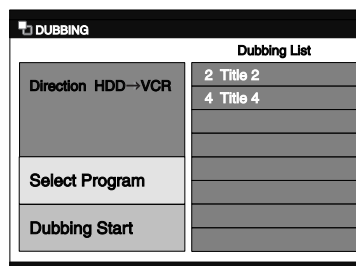 DUBBING
Dubbing List
Direction HDD→VCR
2 Title 2
4 Title 4
Select Program
Dubbing Start